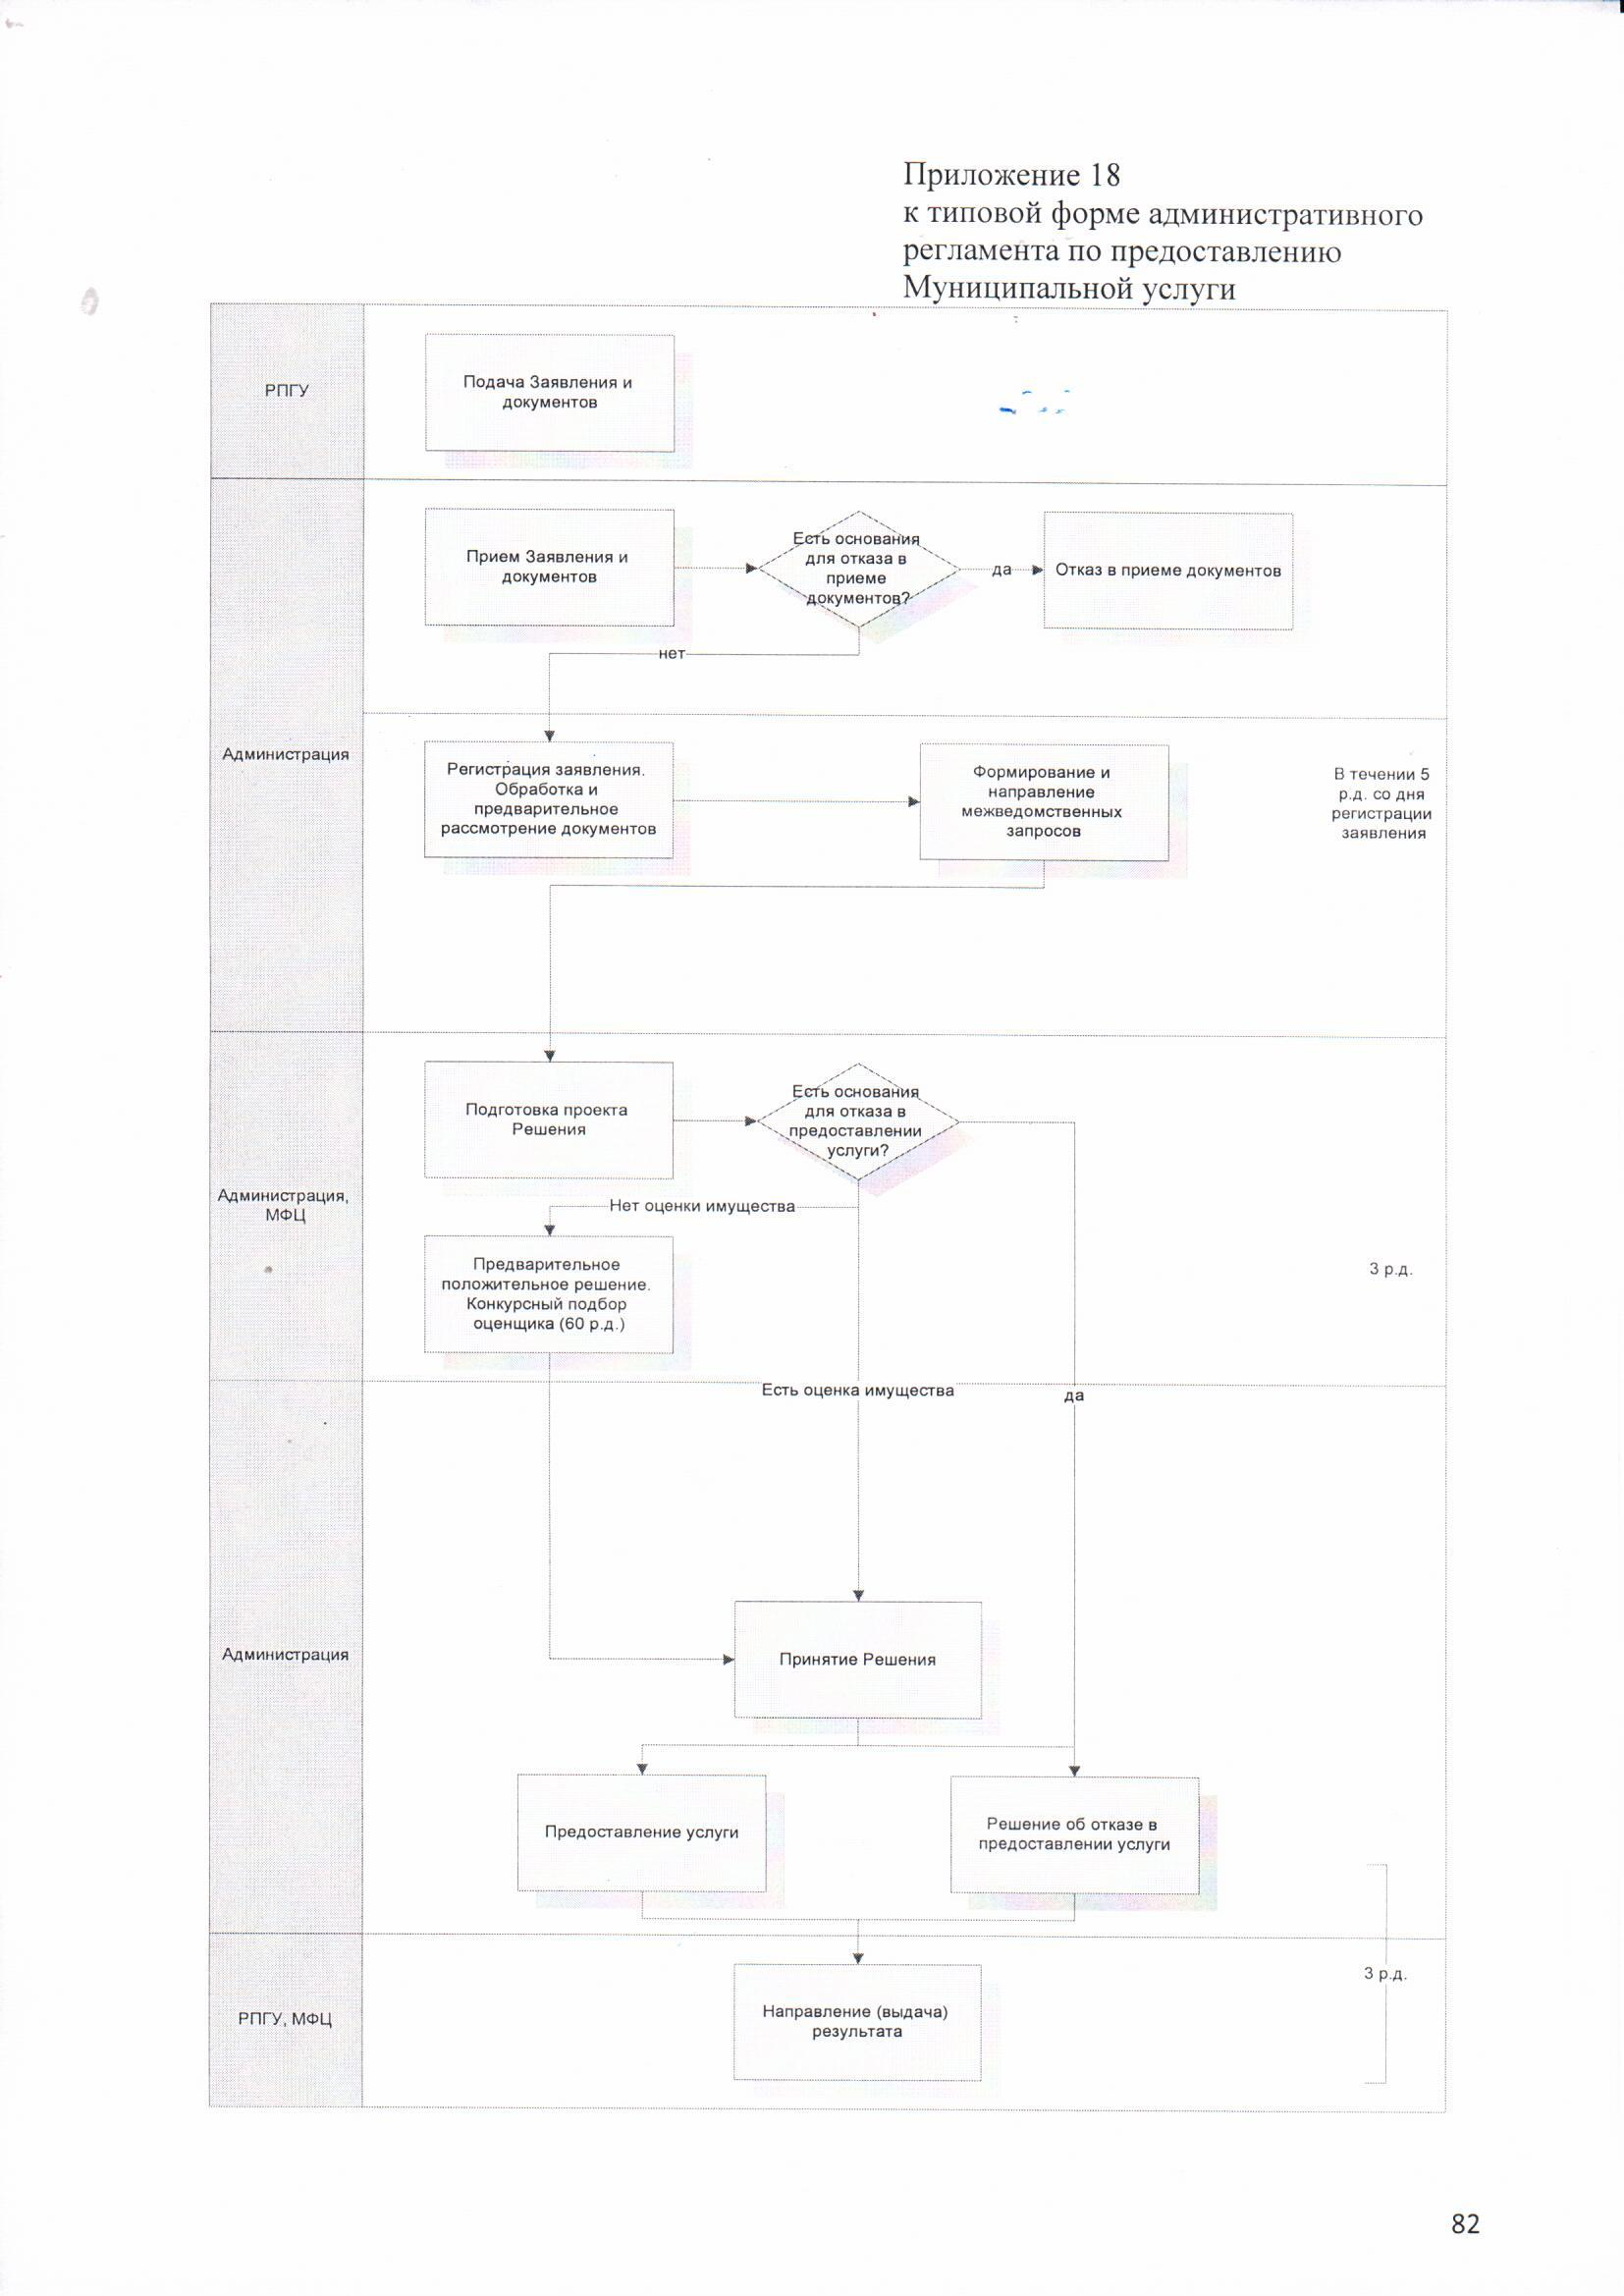 Приложение 18
к типовой форме административного
регламента по предоставлению
Муниципальной услуги
РПГУ
Подача Заявления и
документов
Прием Заявления и
документов
Есть основания
для отказа в
приеме
документов?
да
Отказ в приеме документов
нет
Администрация
Регистрация заявления.
Обработка и
предварительное
рассмотрение документов
Формирование и
направление
межведомственных
запросов
В течении 5
р.д. со дня
регистрации
заявления
Подготовка проекта
Решения
Есть основания
для отказа в
предоставлении
услуги?
Администрация,
МФЦ
Нет оценки имущества
Предварительное
положительное решение.
Конкурсный подбор
оценщика (60 р.д.)
3 р.д.
Есть оценка имущества
да
Администрация
Принятие Решения
Предоставление услуги
Решение об отказе в
предоставлении услуги
3 р.д.
РПГУ, МФЦ
Направление (выдача)
результата
82